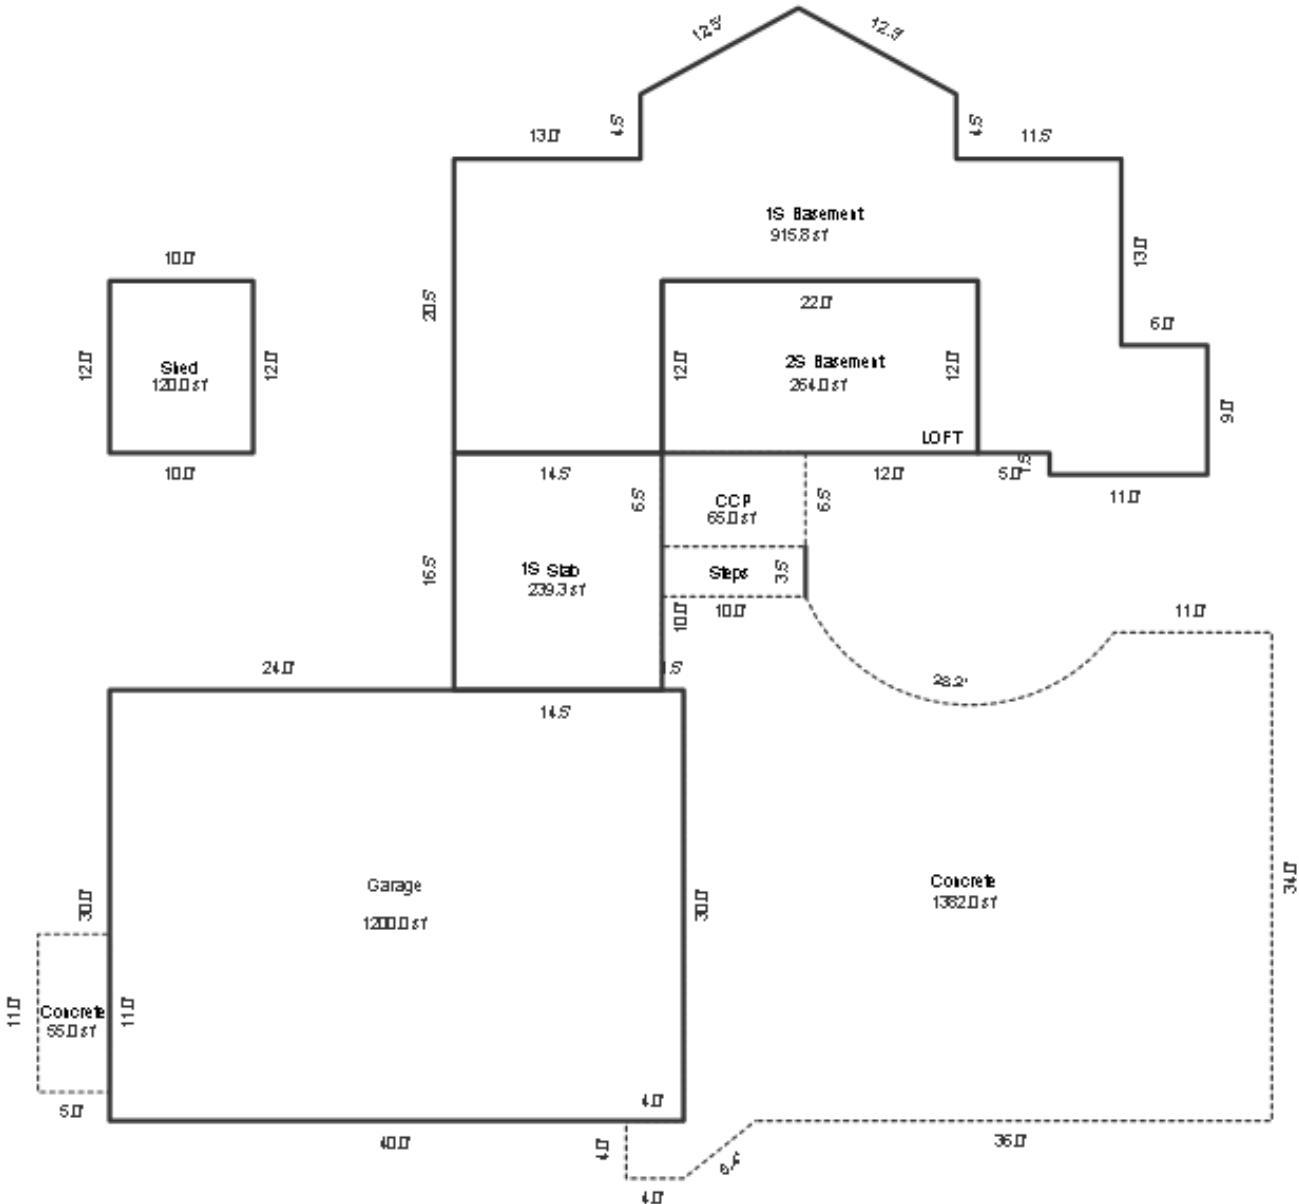 12.5'
12.5'
4.5'
4.5'
13.0'
11.5'
1S Basement
915.8 sf
13.0'
10.0'
20.5'
22.0'
6.0'
12.0'
Shed
120.0 sf
12.0'
12.0'
2S Basement
264.0 sf
12.0'
9.0'
LOFT
10.0'
14.5'
6.5'
CCP
65.0 sf
6.5'
12.0'
5.0'
1.5'
11.0'
16.5'
1S Slab
239.3 sf
Steps
3.5'
10.0'
10.0'
11.0'
24.0'
1.5'
28.2'
14.5'
Garage
1200.0 sf
30.0'
30.0'
Concrete
1382.0 sf
34.0'
11.0'
Concrete
55.0 sf
11.0'
5.0'
4.0'
40.0'
4.0'
6.4'
36.0'
4.0'